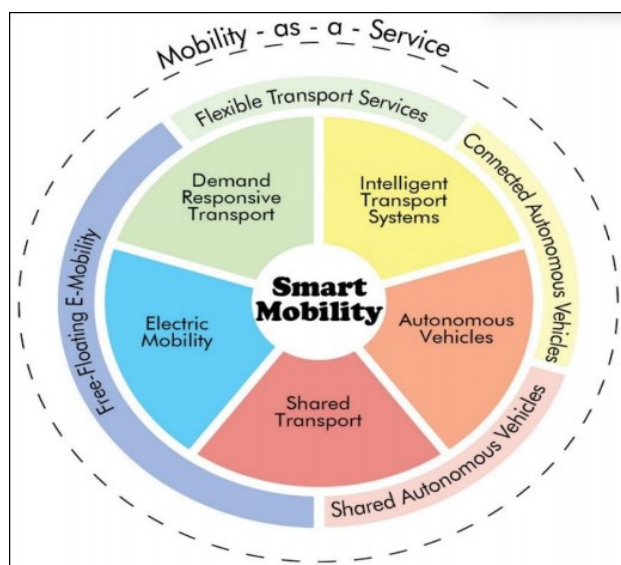 Mobility - as - a - Service
Flexible Transport Services
Connected Autonomous Vehicles
Shared Autonomous Vehicles
Free-Floating E-Mobility
Demand
Responsive
Transport
Intelligent
Transport
Systems
Smart
Mobility
Electric
Mobility
Autonomous
Vehicles
Shared
Transport